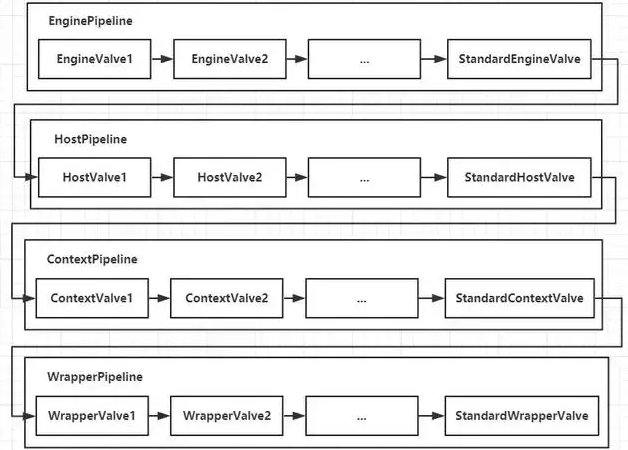 EnginePipeline
EngineValve1 EngineValve2 ... StandardEngineValve
HostPipeline
HostValve1 HostValve2 ... StandardHostValve
ContextPipeline
ContextValve1 ContextValve2 ... StandardContextValve
WrapperPipeline
WrapperValve1 WrapperValve2 ... StandardWrapperValve